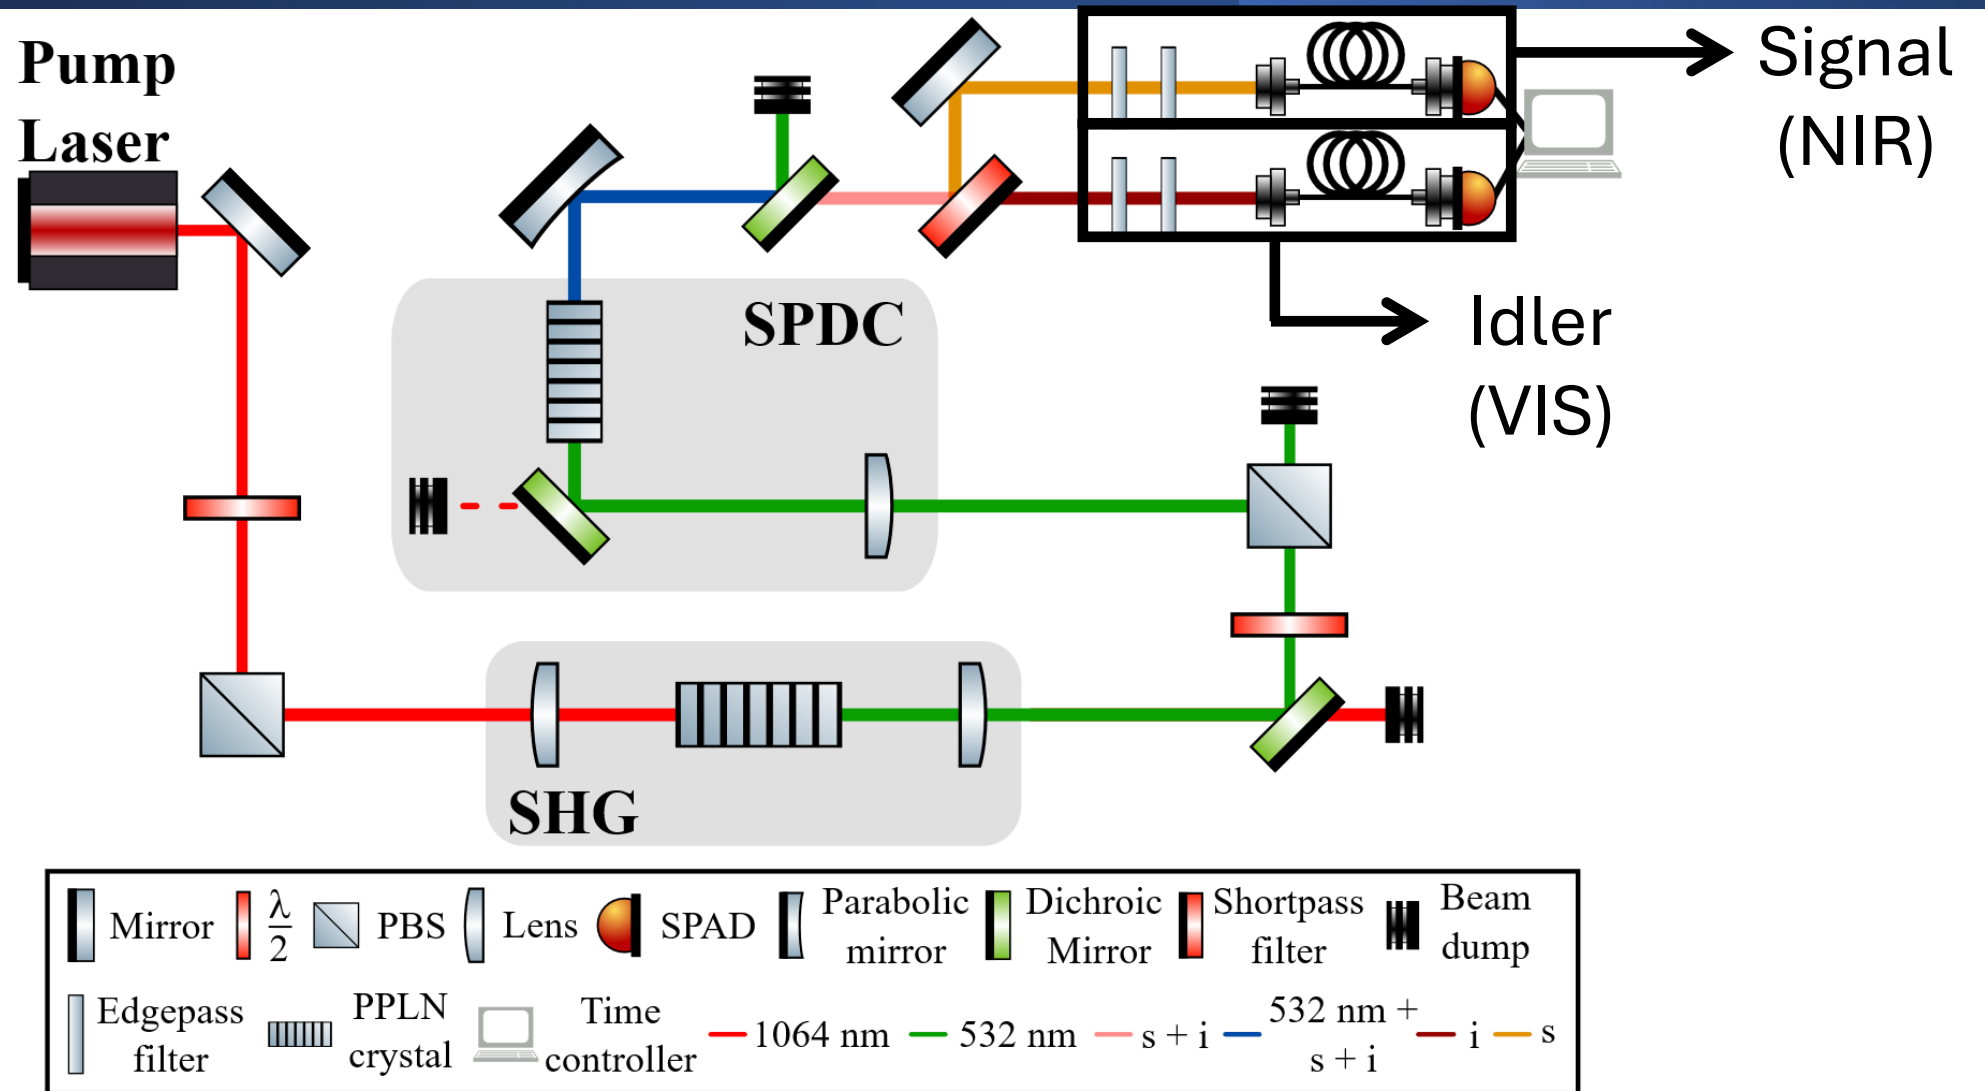 Pump
Laser
Signal
(NIR)
Idler
(VIS)
SPDC
SHG
Mirror
λ
2
PBS
Lens
SPAD
Parabolic
mirror
Dichroic
Mirror
Shortpass
filter
Beam
dump
Edgepass
filter
PPLN
crystal
Time
controller
1064 nm
532 nm
s + i
532 nm +
s + i
i
s